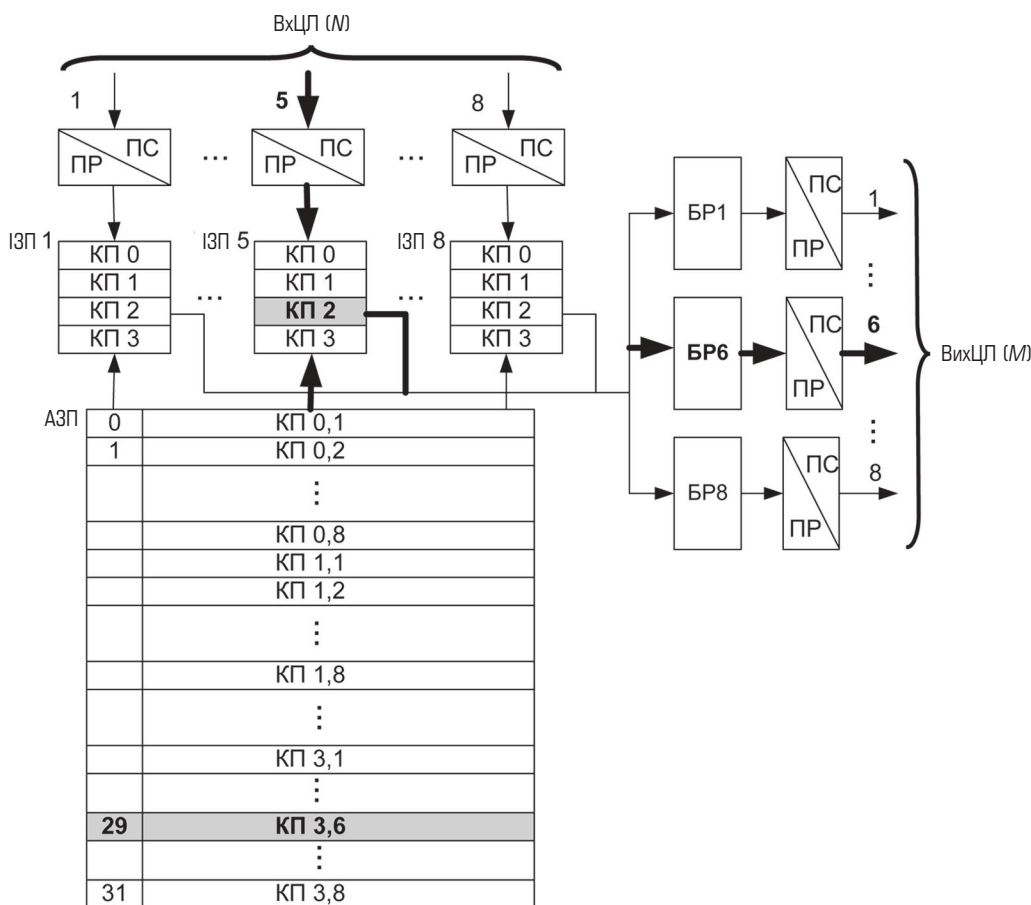 ВхЦЛ (N)
1
5
8
ПР ПС
...
ПР ПС
...
ПР ПС
ІЗП 1
КП 0
КП 1
КП 2
КП 3
...
ІЗП 5
КП 0
КП 1
КП 2
КП 3
...
ІЗП 8
КП 0
КП 1
КП 2
КП 3
БР1
ПС
ПР
1
...
БР6
ПС
ПР
6
...
БР8
ПС
ПР
8
ВихЦЛ (M)
АЗП
0 КП 0,1
1 КП 0,2
...
КП 0,8
КП 1,1
КП 1,2
...
КП 1,8
...
КП 3,1
...
29 КП 3,6
...
31 КП 3,8